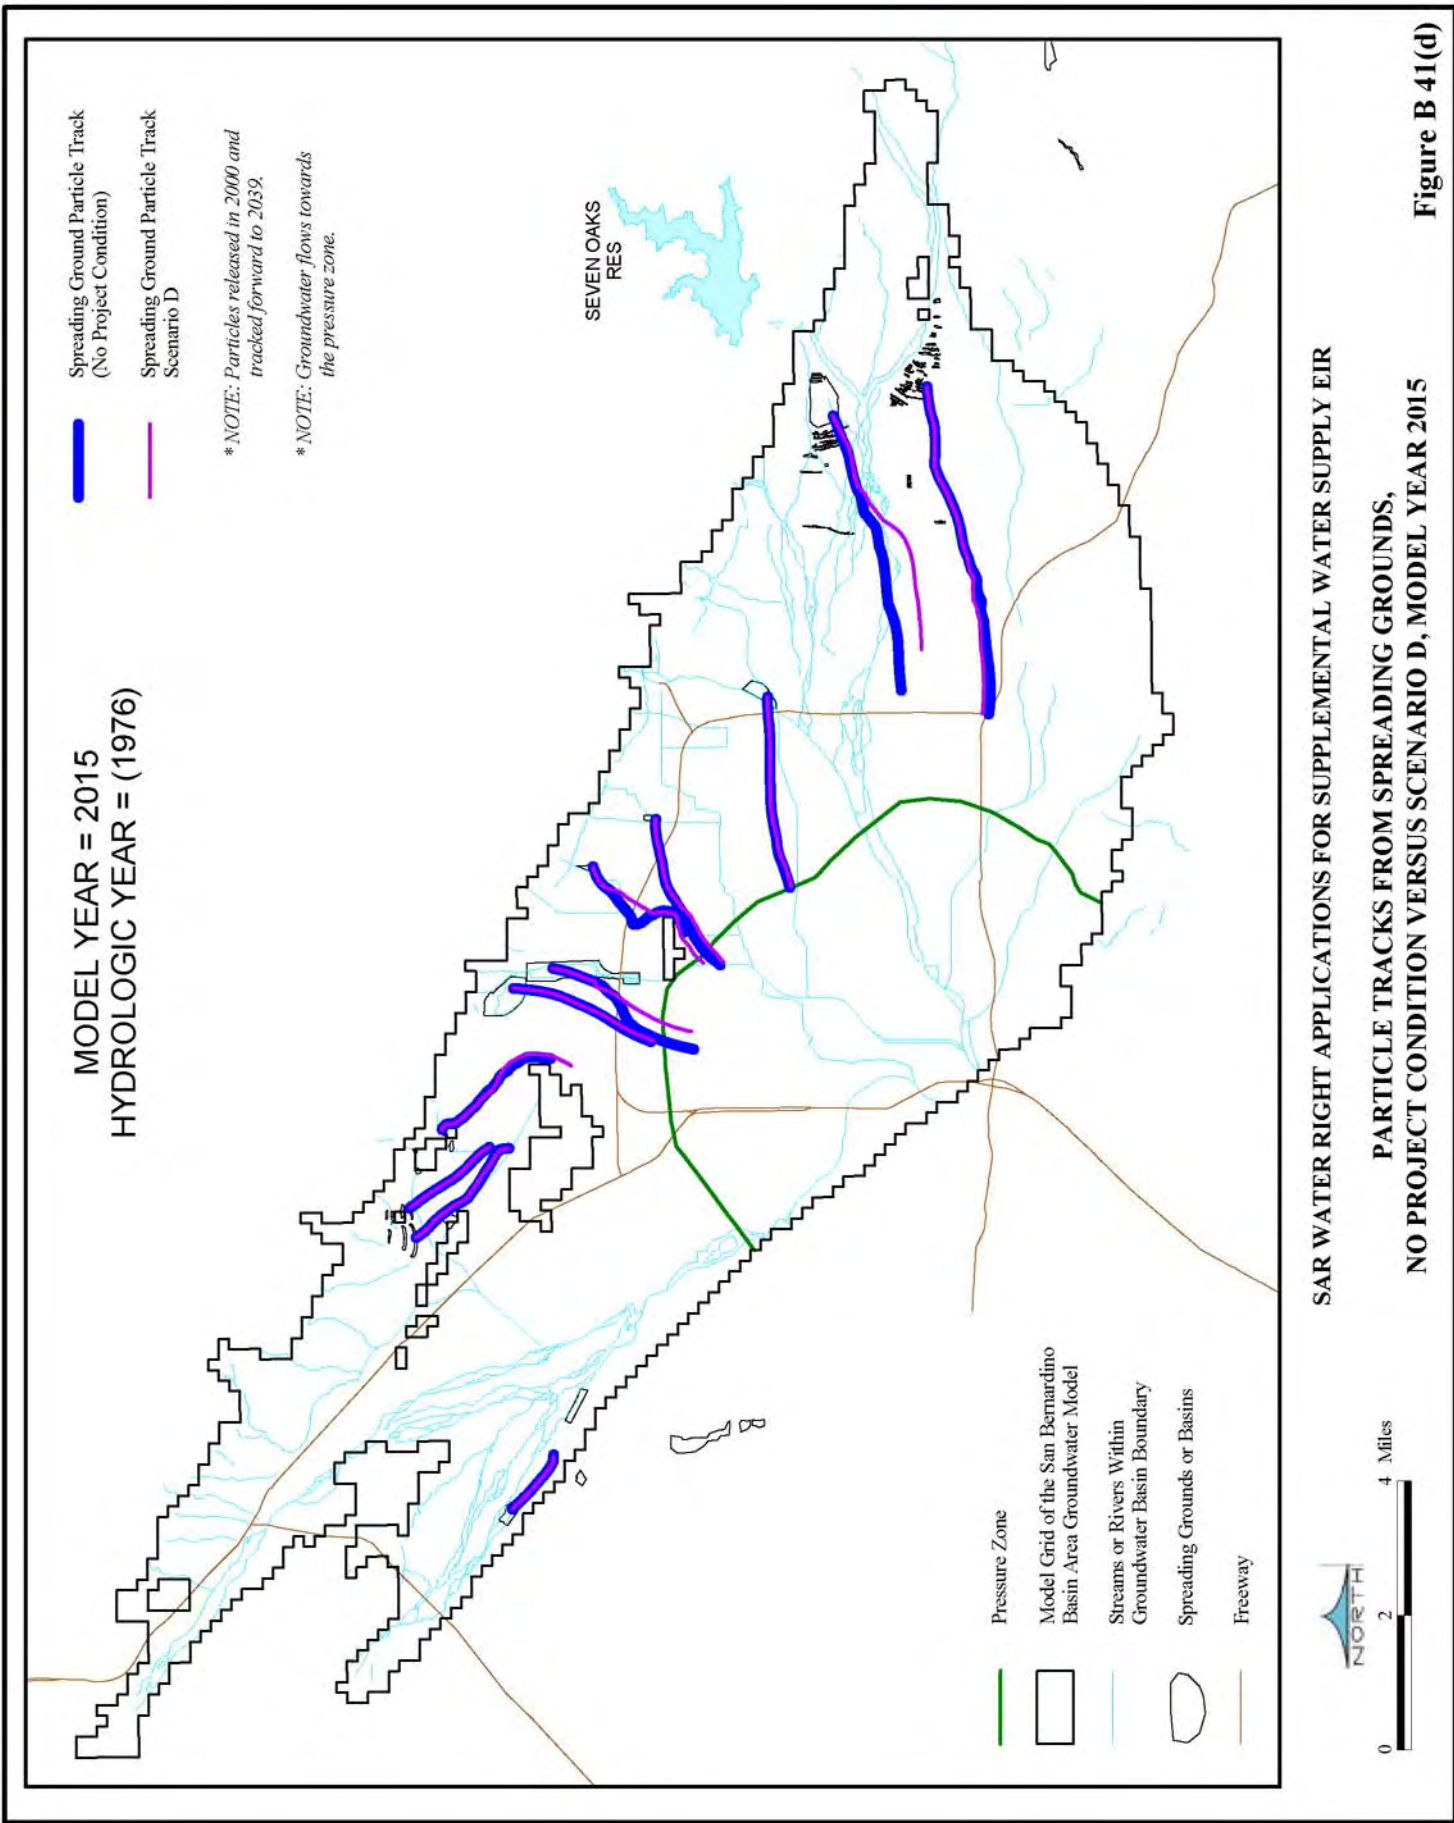 MODEL YEAR = 2015
HYDROLOGIC YEAR = (1976)
Spreading Ground Particle Track
(No Project Condition)
Spreading Ground Particle Track
Scenario D
* NOTE: Particles released in 2000 and
tracked forward to 2039.
* NOTE: Groundwater flows towards
the pressure zone.
SEVEN OAKS
RES
Pressure Zone
Model Grid of the San Bernardino
Basin Area Groundwater Model
Streams or Rivers Within
Groundwater Basin Boundary
Spreading Grounds or Basins
Freeway
NORTH
0 2 4 Miles
SAR WATER RIGHT APPLICATIONS FOR SUPPLEMENTAL WATER SUPPLY EIR
PARTICLE TRACKS FROM SPREADING GROUNDS,
NO PROJECT CONDITION VERSUS SCENARIO D, MODEL YEAR 2015
Figure B 41(d)